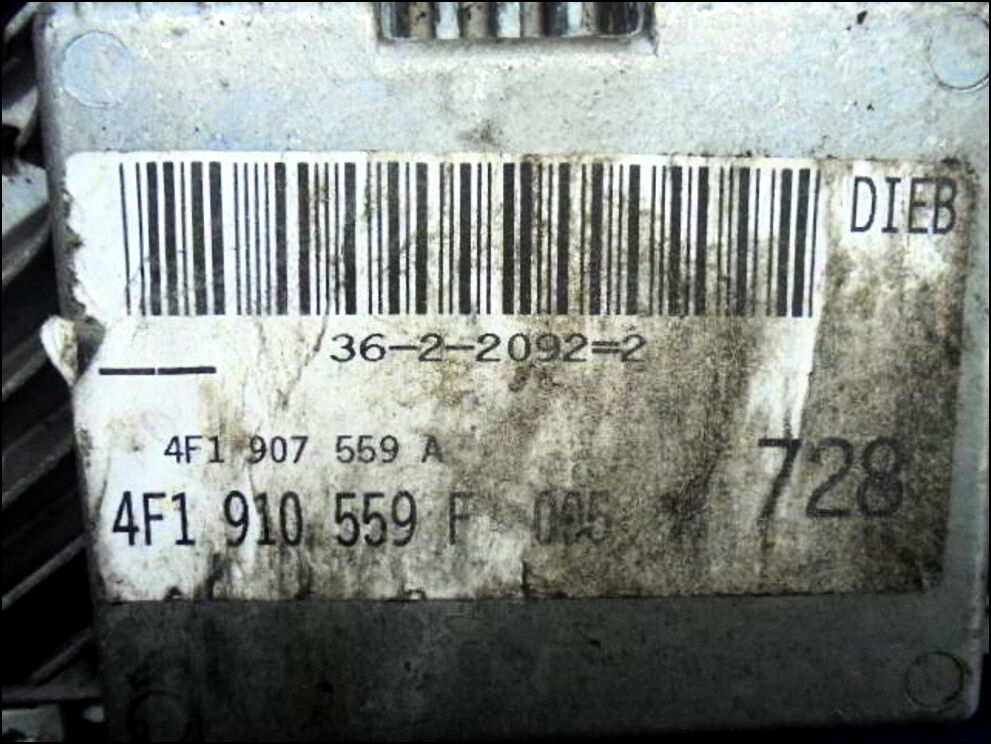 DIEB
36-2-2092=2
4F1 907 559 A
728
4F1 910 559 F